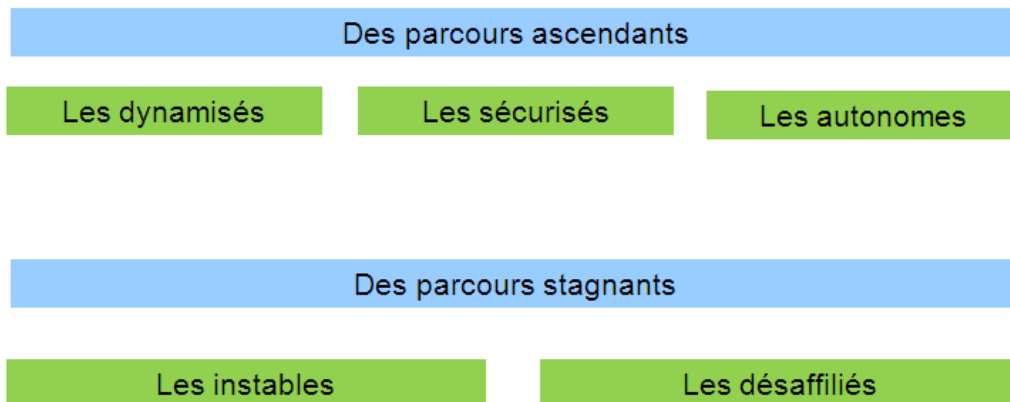 Des parcours ascendants
Les dynamisés
Les sécurisés
Les autonomes
Des parcours stagnants
Les instables
Les désaffiliés